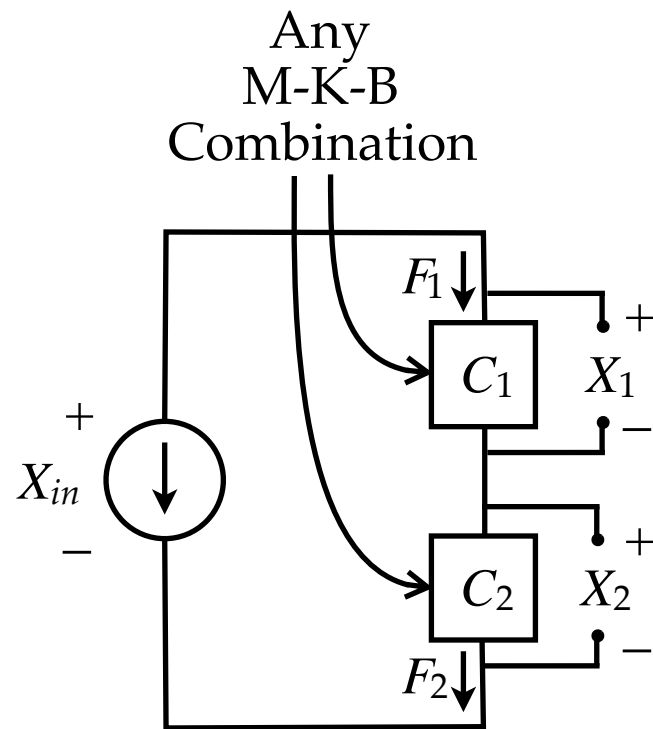 Any
M-K-B
Combination
F1
+
C1
X1
−
+
Xin
−
+
C2
X2
−
F2